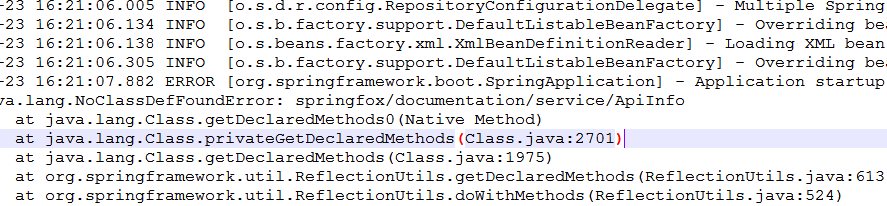 -23 16:21:06.005 INFO  [o.s.d.r.config.RepositoryConfigurationDelegate] - Multiple Spring
-23 16:21:06.134 INFO  [o.s.b.factory.support.DefaultListableBeanFactory] - Overriding bea
-23 16:21:06.138 INFO  [o.s.beans.factory.xml.XmlBeanDefinitionReader] - Loading XML bean
-23 16:21:06.305 INFO  [o.s.b.factory.support.DefaultListableBeanFactory] - Overriding bea
-23 16:21:07.882 ERROR [org.springframework.boot.SpringApplication] - Application startup
va.lang.NoClassDefFoundError: springfox/documentation/service/ApiInfo
at java.lang.Class.getDeclaredMethods0(Native Method)
at java.lang.Class.privateGetDeclaredMethods(Class.java:2701)
at java.lang.Class.getDeclaredMethods(Class.java:1975)
at org.springframework.util.ReflectionUtils.getDeclaredMethods(ReflectionUtils.java:613
at org.springframework.util.ReflectionUtils.doWithMethods(ReflectionUtils.java:524)